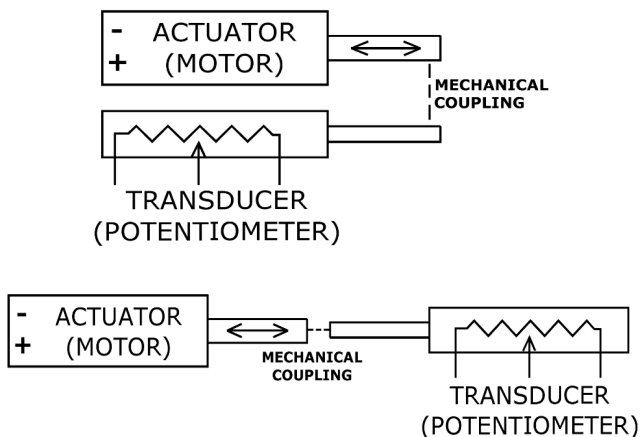 - ACTUATOR
+ (MOTOR)
MECHANICAL
COUPLING
TRANSDUCER
(POTENTIOMETER)
- ACTUATOR
+ (MOTOR)
MECHANICAL
COUPLING
TRANSDUCER
(POTENTIOMETER)